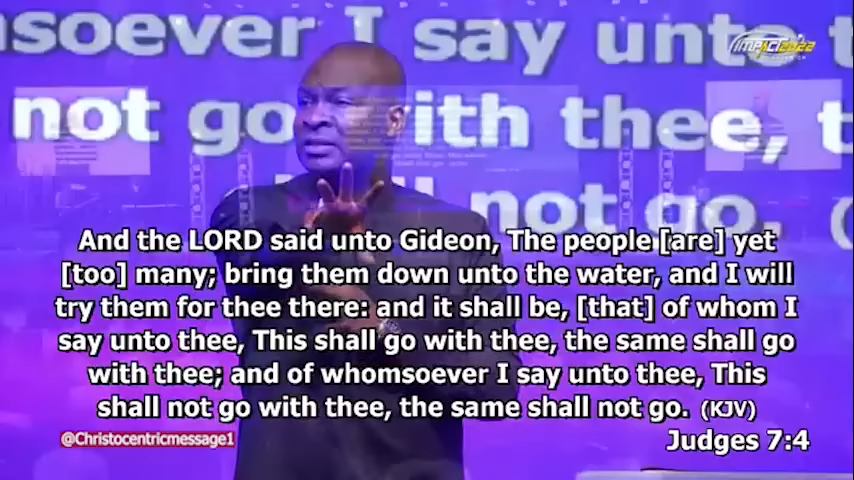 soever I say unto t
IMPACT2022
not go with thee, t
not go. (
And the LORD said unto Gideon, The people [are] yet
[too] many; bring them down unto the water, and I will
try them for thee there: and it shall be, [that] of whom I
say unto thee, This shall go with thee, the same shall go
with thee; and of whomsoever I say unto thee, This
shall not go with thee, the same shall not go. (KJV)
@Christocentricmessage1
Judges 7:4